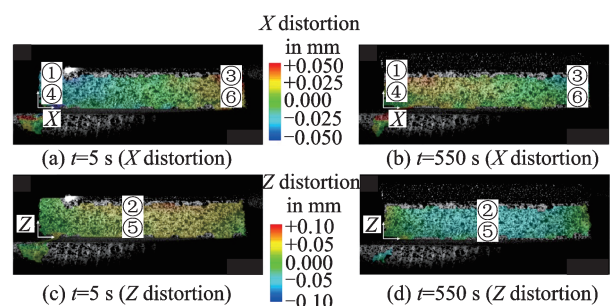 X distortion
in mm
① ③
④ ⑥
X
+0.050
+0.025
0.000
−0.025
−0.050
① ③
④ ⑥
X
(a) t=5 s (X distortion)
(b) t=550 s (X distortion)
Z distortion
in mm
②
⑤
Z
+0.10
+0.05
0.000
−0.05
−0.10
②
⑤
Z
(c) t=5 s (Z distortion)
(d) t=550 s (Z distortion)